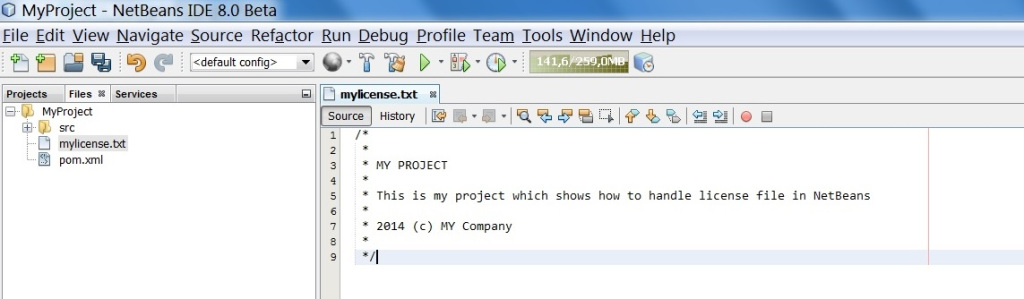 MyProject - NetBeans IDE 8.0 Beta
File Edit View Navigate Source Refactor Run Debug Profile Team Tools Window Help
<default config>
141,6/259,0MB
Projects Files Services
MyProject
src
mylicense.txt
pom.xml
mylicense.txt
Source History
1 /*
2 *
3 * MY PROJECT
4 *
5 * This is my project which shows how to handle license file in NetBeans
6 *
7 * 2014 (c) MY Company
8 *
9 */